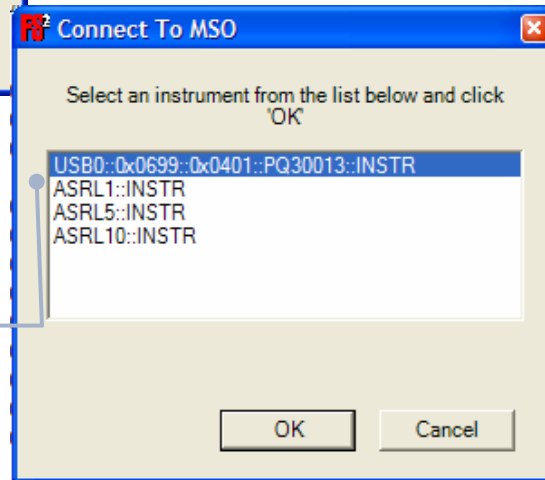 Connect To MSO
Select an instrument from the list below and click
'OK'
USB0::0x0699::0x0401::PQ30013::INSTR
ASRL1::INSTR
ASRL5::INSTR
ASRL10::INSTR
OK
Cancel